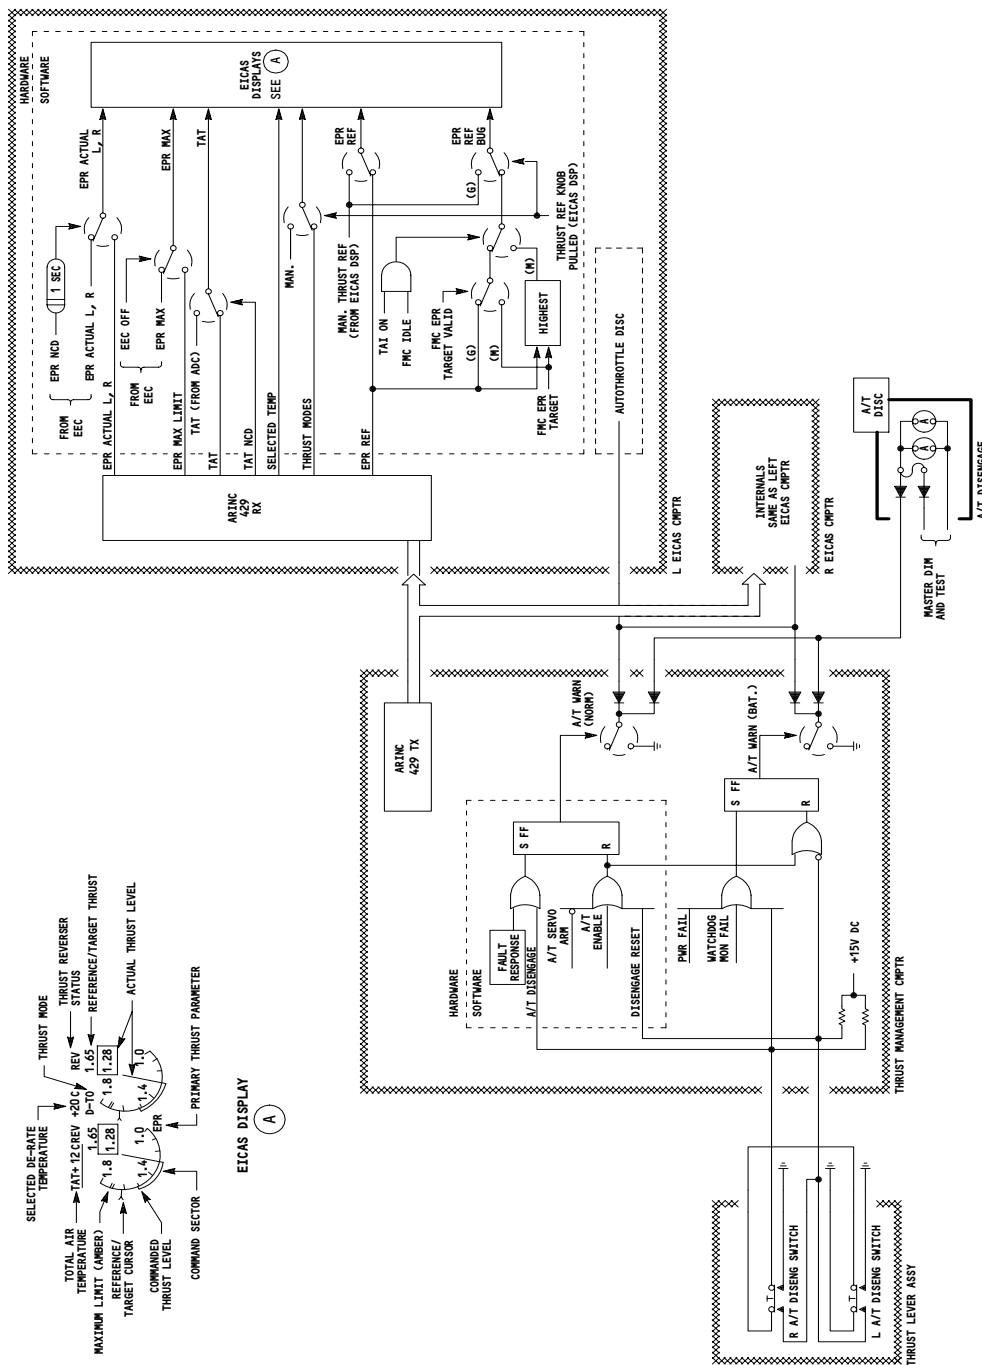 SELECTED DE-RATE
TEMPERATURE
THRUST MODE
THRUST REVERSER
STATUS
REFERENCE/TARGET THRUST
ACTUAL THRUST LEVEL
PRIMARY THRUST PARAMETER
TOTAL AIR
TEMPERATURE
MAXIMUM LIMIT (AMBER)
REFERENCE/
TARGET CURSOR
COMMANDED
THRUST LEVEL
COMMAND SECTOR
TAT+ 12 C
REV
+20 C
D-TO
REV
1.65
1.28
1.8
1.4
1.0
1.65
1.28
1.8
1.4
1.0
EPR
EICAS DISPLAY
A
HARDWARE
SOFTWARE
EICAS
DISPLAYS
SEE A
EPR ACTUAL
L, R
EPR MAX
TAT
EPR
REF
EPR
REF
BUG
1 SEC
EPR NCD
EPR ACTUAL L, R
FROM
EEC
EEC OFF
EPR MAX
FROM
EEC
TAT (FROM ADC)
MAN.
MAN. THRUST REF
(FROM EICAS DSP)
TAI ON
FMC IDLE
FMC EPR
TARGET VALID
(G)
(M)
(G)
(M)
HIGHEST
FMC EPR
TARGET
THRUST REF KNOB
PULLED (EICAS DSP)
EPR ACTUAL L, R
EPR MAX LIMIT
TAT
TAT NCD
SELECTED TEMP
THRUST MODES
EPR REF
ARINC
429
RX
AUTOTHROTTLE DISC
L EICAS CMPTR
INTERNALS
SAME AS LEFT
EICAS CMPTR
R EICAS CMPTR
A/T
DISC
A
A
MASTER DIM
AND TEST
A/T DISENGAGE
ARINC
429 TX
HARDWARE
SOFTWARE
FAULT
RESPONSE
A/T DISENGAGE
A/T SERVO
ARM
A/T
ENABLE
DISENGAGE RESET
S FF
R
A/T WARN
(NORM)
PWR FAIL
WATCHDOG
MON FAIL
S FF
R
A/T WARN (BAT.)
+15V DC
THRUST MANAGEMENT CMPTR
T
R A/T DISENG SWITCH
T
L A/T DISENG SWITCH
THRUST LEVER ASSY